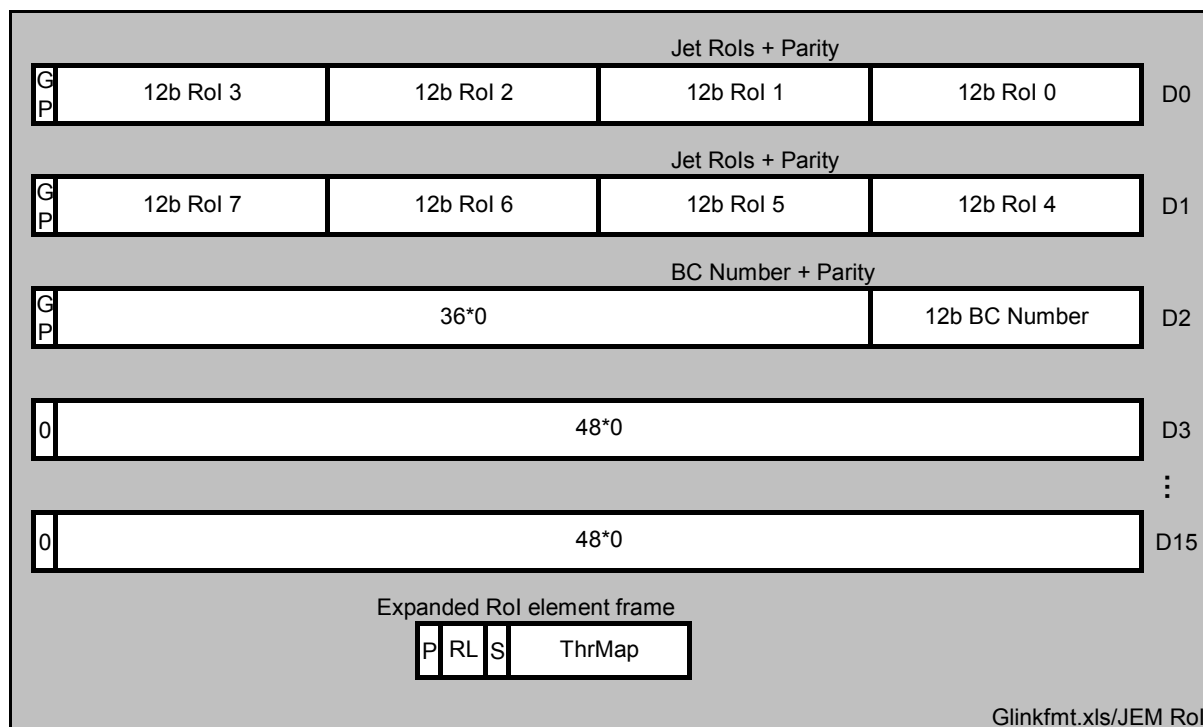 Jet RoIs + Parity
GP 12b RoI 3 12b RoI 2 12b RoI 1 12b RoI 0 D0
Jet RoIs + Parity
GP 12b RoI 7 12b RoI 6 12b RoI 5 12b RoI 4 D1
BC Number + Parity
GP 36*0 12b BC Number D2
0 48*0 D3
⋮
0 48*0 D15
Expanded RoI element frame
P RL S ThrMap
Glinkfmt.xls/JEM RoI